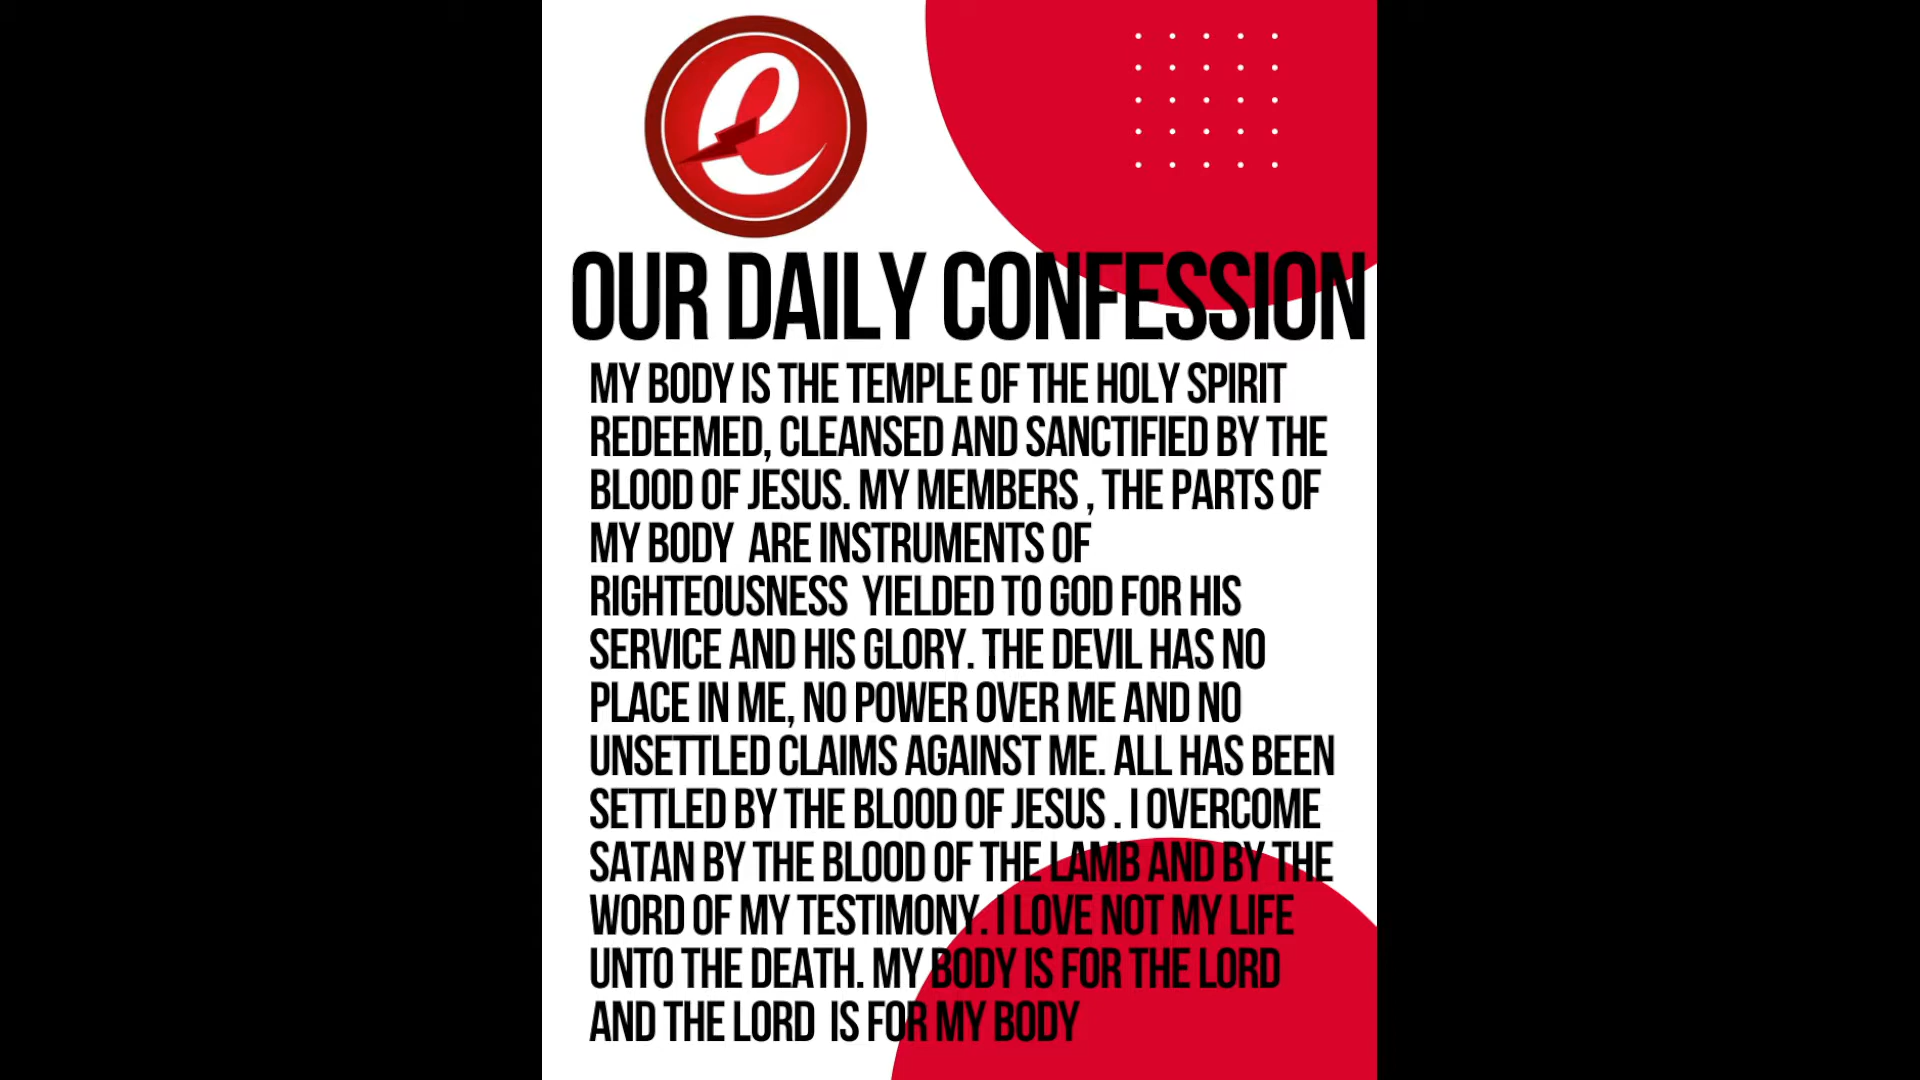 e
OUR DAILY CONFESSION
MY BODY IS THE TEMPLE OF THE HOLY SPIRIT
REDEEMED, CLEANSED AND SANCTIFIED BY THE
BLOOD OF JESUS. MY MEMBERS , THE PARTS OF
MY BODY  ARE INSTRUMENTS OF
RIGHTEOUSNESS  YIELDED TO GOD FOR HIS
SERVICE AND HIS GLORY. THE DEVIL HAS NO
PLACE IN ME, NO POWER OVER ME AND NO
UNSETTLED CLAIMS AGAINST ME. ALL HAS BEEN
SETTLED BY THE BLOOD OF JESUS . I OVERCOME
SATAN BY THE BLOOD OF THE LAMB AND BY THE
WORD OF MY TESTIMONY. I LOVE NOT MY LIFE
UNTO THE DEATH. MY BODY IS FOR THE LORD
AND THE LORD  IS FOR MY BODY